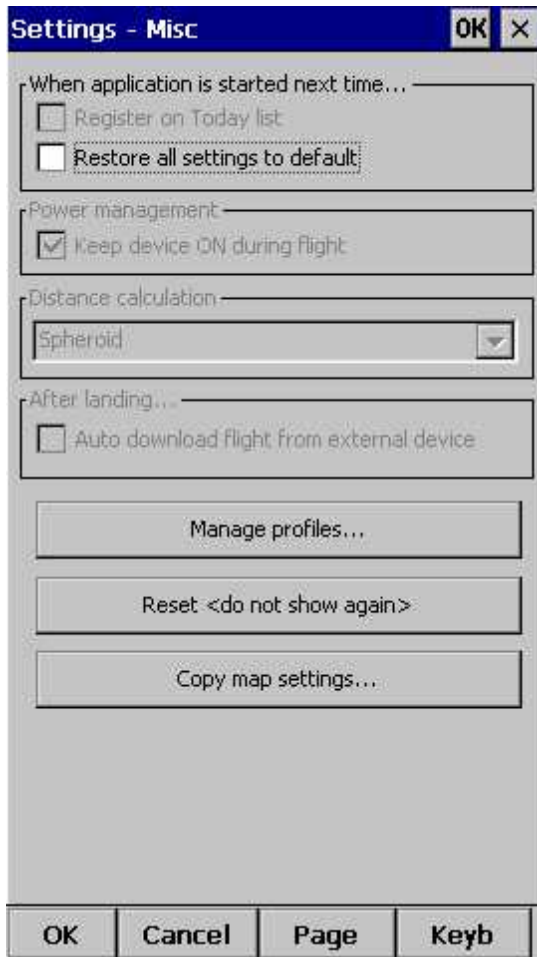 Settings - Misc OK ×
When application is started next time...
Register on Today list
Restore all settings to default
Power management
Keep device ON during flight
Distance calculation
Spheroid
After landing...
Auto download flight from external device
Manage profiles...
Reset <do not show again>
Copy map settings...
OK Cancel Page Keyb